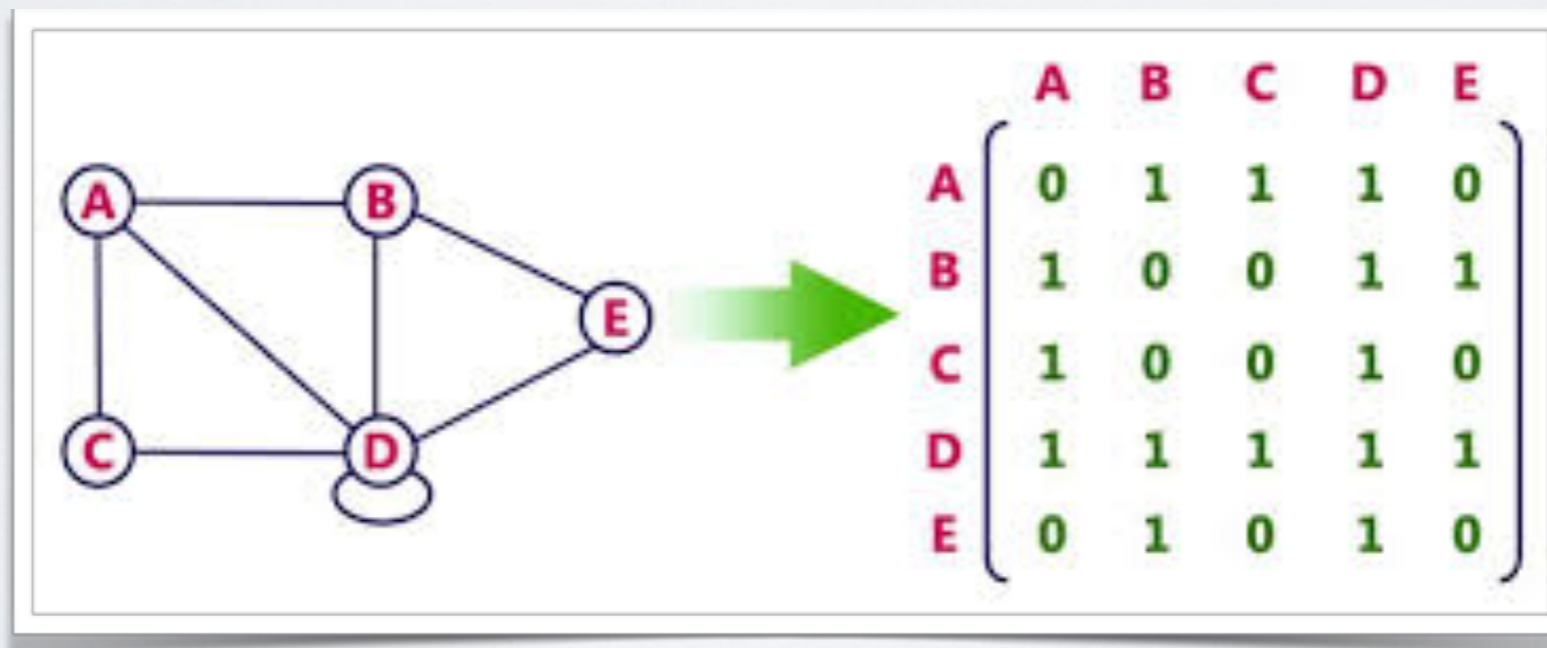 A B
E
C D
A B C D E
A 0 1 1 1 0
B 1 0 0 1 1
C 1 0 0 1 0
D 1 1 1 1 1
E 0 1 0 1 0